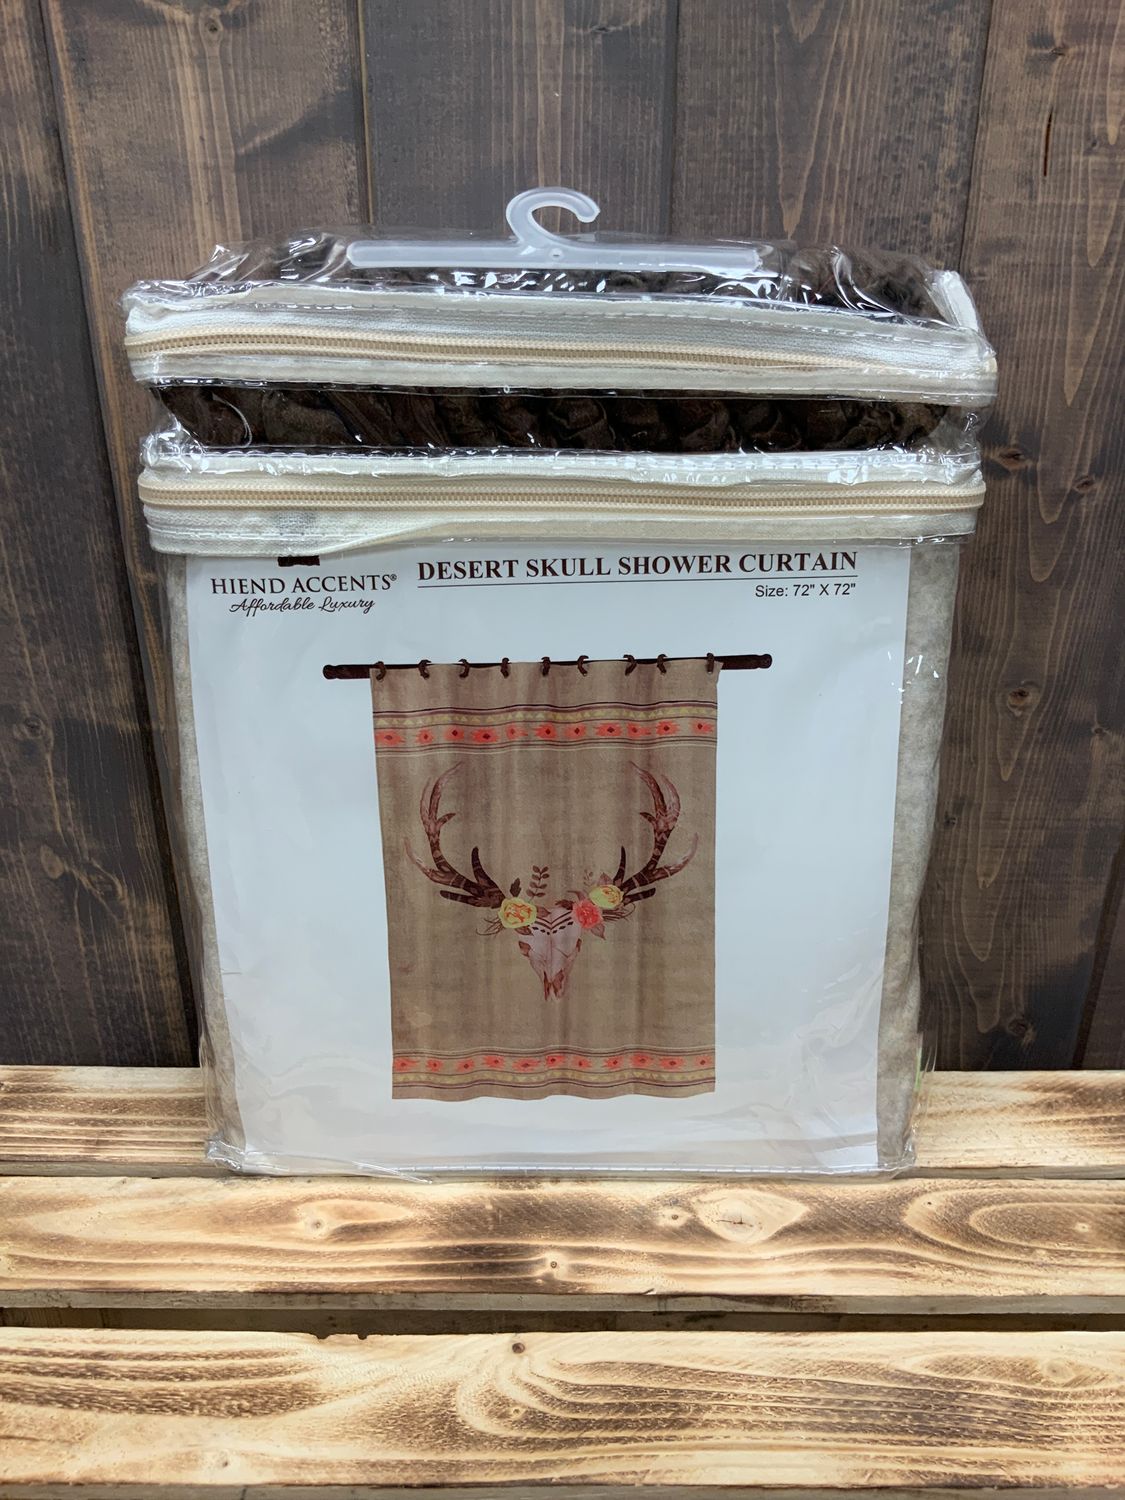 HIEND ACCENTS®
Affordable Luxury
DESERT SKULL SHOWER CURTAIN
Size: 72" X 72"